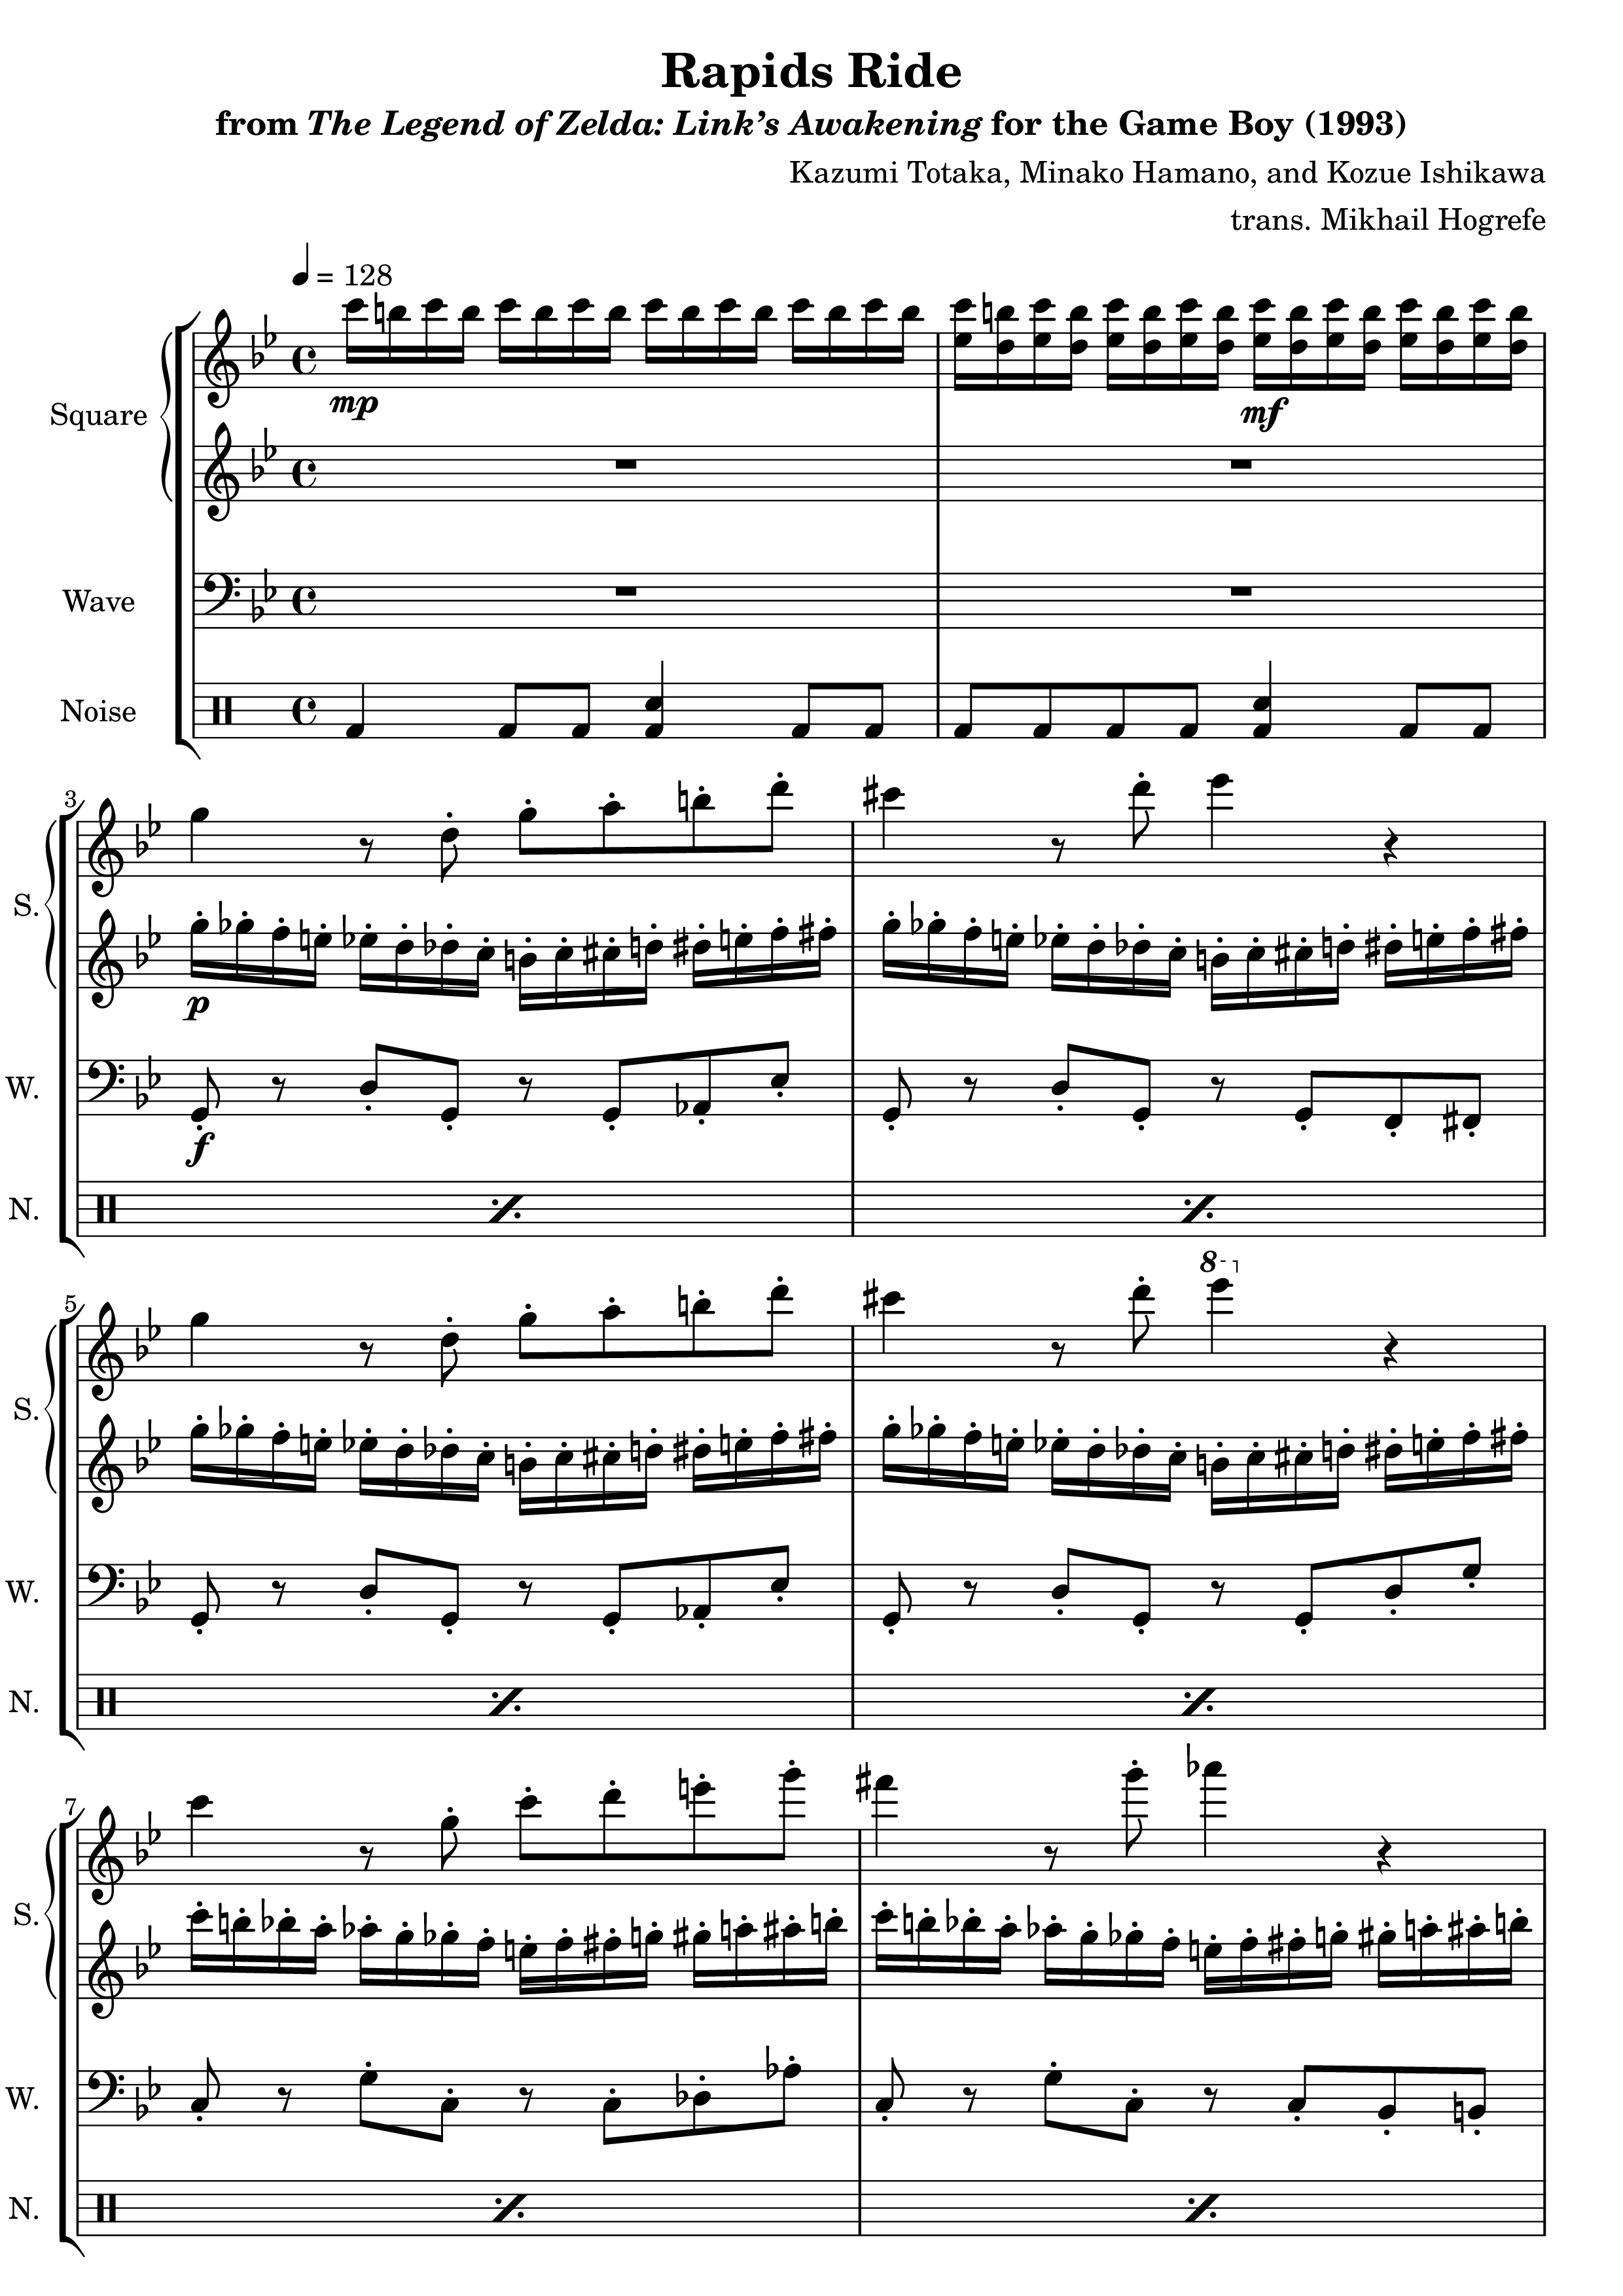 Rapids Ride
from The Legend of Zelda: Link’s Awakening for the Game Boy (1993)
Kazumi Totaka, Minako Hamano, and Kozue Ishikawa
trans. Mikhail Hogrefe
= 128
Square
mp
mf
Wave
Noise
3
S.
p
W.
f
N.
5
8
S.
W.
N.
7
S.
W.
N.